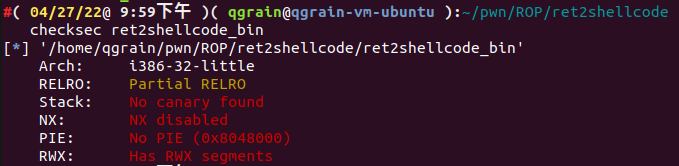 #( 04/27/22@ 9:59下午 )( qgrain@qgrain-vm-ubuntu ):~/pwn/ROP/ret2shellcode
checksec ret2shellcode_bin
[*] '/home/qgrain/pwn/ROP/ret2shellcode/ret2shellcode_bin'
Arch: i386-32-little
RELRO: Partial RELRO
Stack: No canary found
NX: NX disabled
PIE: No PIE (0x8048000)
RWX: Has RWX segments